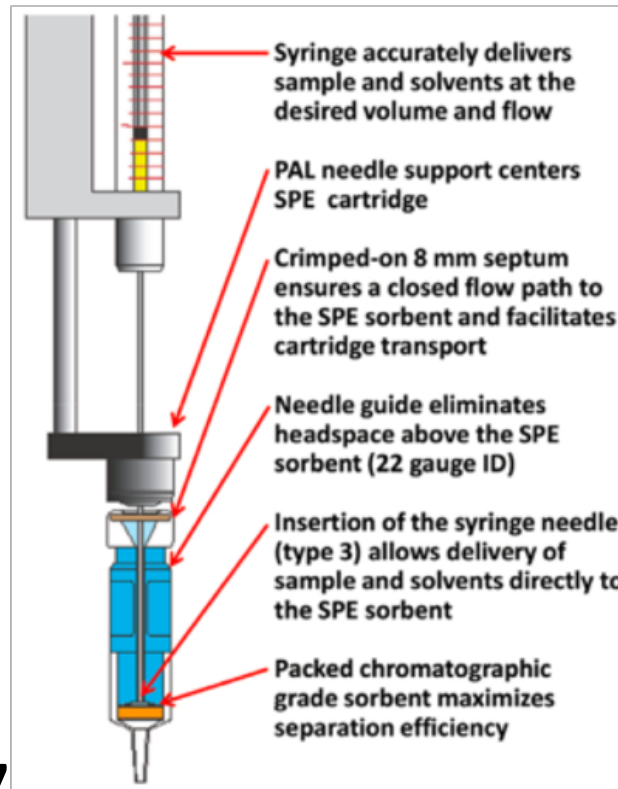 Syringe accurately delivers
sample and solvents at the
desired volume and flow
PAL needle support centers
SPE cartridge
Crimped-on 8 mm septum
ensures a closed flow path to
the SPE sorbent and facilitates
cartridge transport
Needle guide eliminates
headspace above the SPE
sorbent (22 gauge ID)
Insertion of the syringe needle
(type 3) allows delivery of
sample and solvents directly to
the SPE sorbent
Packed chromatographic
grade sorbent maximizes
separation efficiency
7